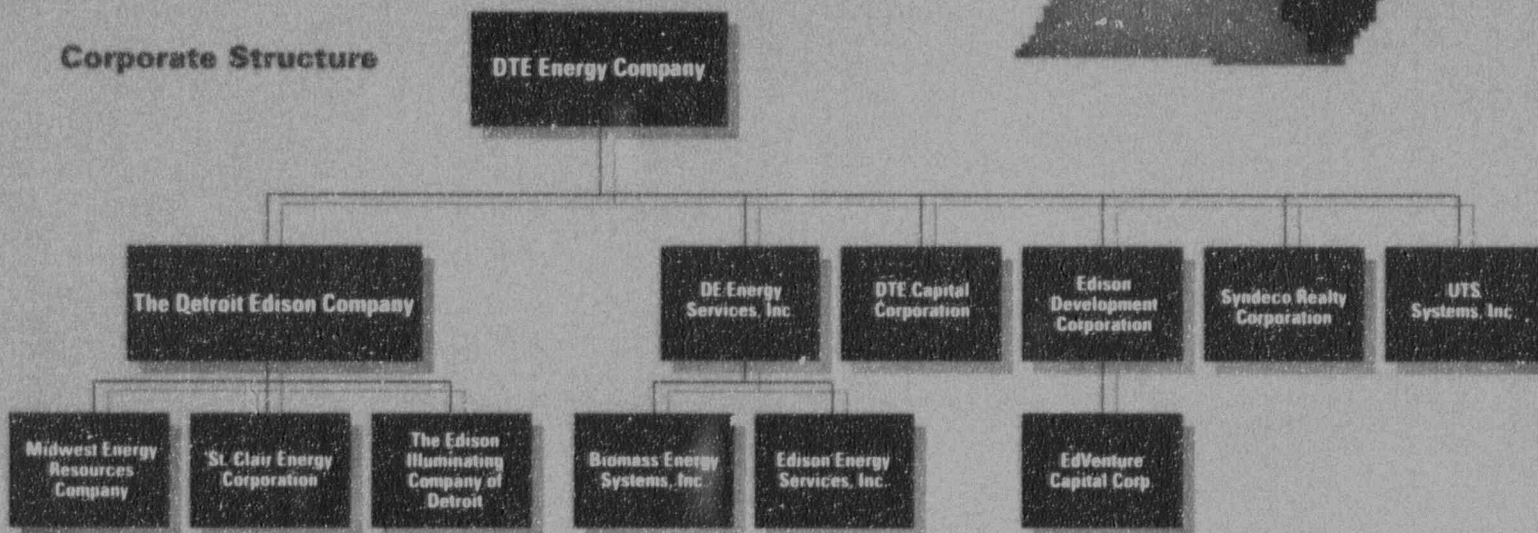 Corporate Structure
DTE Energy Company
The Detroit Edison Company
DE Energy
Services, Inc
DTE Capital
Corporation
Edison
Development
Corporation
Syndeco Realty
Corporation
UTS
Systems, Inc
Midwest Energy
Resources
Company
St. Clair Energy
Corporation
The Edison
Illuminating
Company of
Detroit
Biomass Energy
Systems, Inc
Edison Energy
Services, Inc.
EdVenture
Capital Corp.